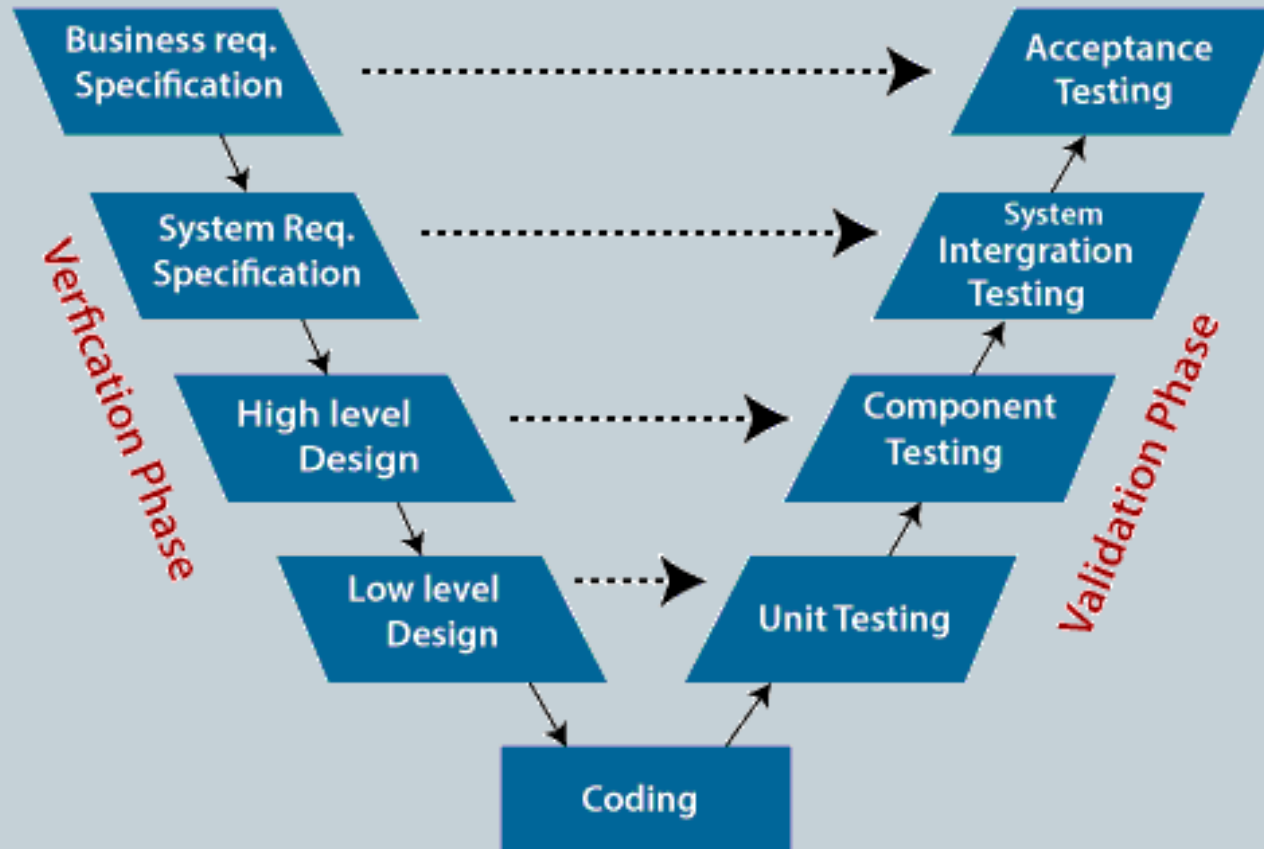 Business req.
Specification
Acceptance
Testing
System Req.
Specification
System
Intergration
Testing
Verfication Phase
High level
Design
Component
Testing
Validation Phase
Low level
Design
Unit Testing
Coding